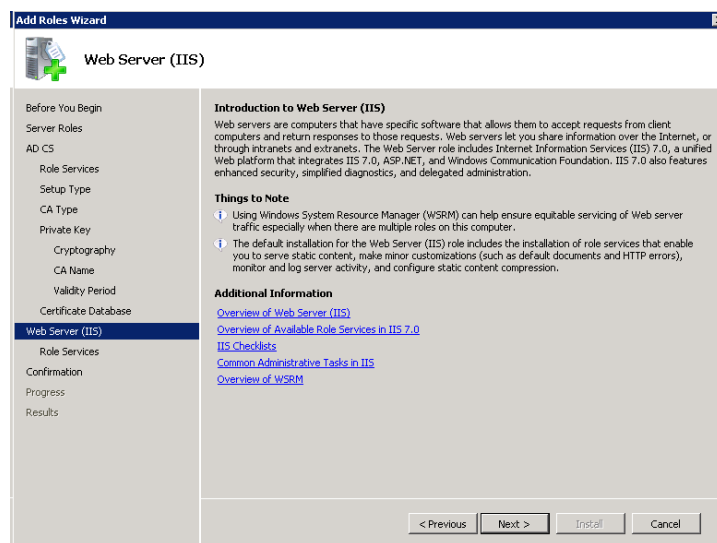 Add Roles Wizard
Web Server (IIS)
Before You Begin
Server Roles
AD CS
Role Services
Setup Type
CA Type
Private Key
Cryptography
CA Name
Validity Period
Certificate Database
Web Server (IIS)
Role Services
Confirmation
Progress
Results
Introduction to Web Server (IIS)
Web servers are computers that have specific software that allows them to accept requests from client
computers and return responses to those requests. Web servers let you share information over the Internet, or
through intranets and extranets. The Web Server role includes Internet Information Services (IIS) 7.0, a unified
Web platform that integrates IIS 7.0, ASP.NET, and Windows Communication Foundation. IIS 7.0 also features
enhanced security, simplified diagnostics, and delegated administration.
Things to Note
Using Windows System Resource Manager (WSRM) can help ensure equitable servicing of Web server
traffic especially when there are multiple roles on this computer.
The default installation for the Web Server (IIS) role includes the installation of role services that enable
you to serve static content, make minor customizations (such as default documents and HTTP errors),
monitor and log server activity, and configure static content compression.
Additional Information
Overview of Web Server (IIS)
Overview of Available Role Services in IIS 7.0
IIS Checklists
Common Administrative Tasks in IIS
Overview of WSRM
< Previous
Next >
Install
Cancel